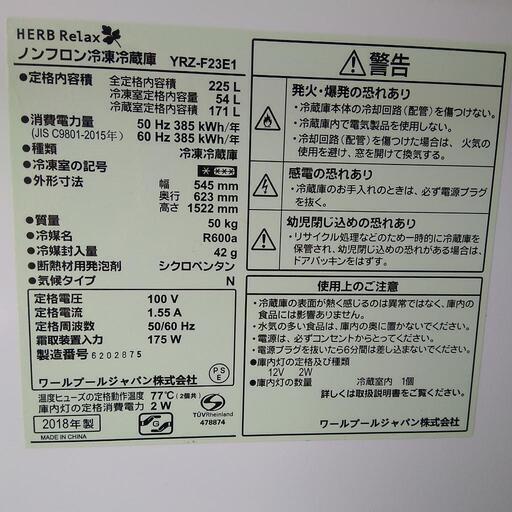 HERB Relax
ノンフロン冷凍冷蔵庫 YRZ-F23E1
●定格内容積 全定格内容積 225 L
冷凍室定格内容積 54 L
冷蔵室定格内容積 171 L
●消費電力量 50 Hz 385 kWh/年
(JIS C9801-2015年) 60 Hz 385 kWh/年
●種類 冷凍冷蔵庫
●冷凍室の記号
●外形寸法 幅 545 mm
奥行 623 mm
高さ 1522 mm
●質量 50 kg
●冷媒名 R600a
●冷媒封入量 42 g
●断熱材用発泡剤 シクロペンタン
●気候タイプ N
定格電圧 100 V
定格電流 1.55 A
定格周波数 50/60 Hz
霜取装置入力 175 W
製造番号 6202875
ワールプールジャパン株式会社
PS
E
温度ヒューズの定格動作温度 77℃(2個共)
庫内灯の定格消費電力 2 W
2018年製
MADE IN CHINA
G
TÜVRheinland
478874
警告
発火・爆発の恐れあり
・冷蔵庫本体の冷却回路(配管)を傷つけない。
・冷蔵庫内で電気製品を使用しない。
・冷却回路(配管)を傷つけた場合は、火気の
使用を避け、窓を開けて換気する。
感電の恐れあり
・冷蔵庫のお手入れのときは、必ず電源プラグ
を抜く。
幼児閉じ込めの恐れあり
・リサイクル処理などのため一時的に冷蔵庫を
保管し幼児閉じ込めの恐れがある場合は、
ドアパッキンをはずす。
使用上のご注意
・冷蔵庫の表面が熱く感じるのは異常ではなく、庫内の
食品には影響ありません。
・水気の多い食品は、庫内の奥に置かないでください。
・電源は、必ずコンセントからとってください。
・電源プラグを抜いたら6分間は差し込まないでください。
●庫内灯の定格及び種類
12V 2W
●庫内灯の数量 冷蔵室内 1個
詳しくは取扱説明書をご覧ください。
ワールプールジャパン株式会社